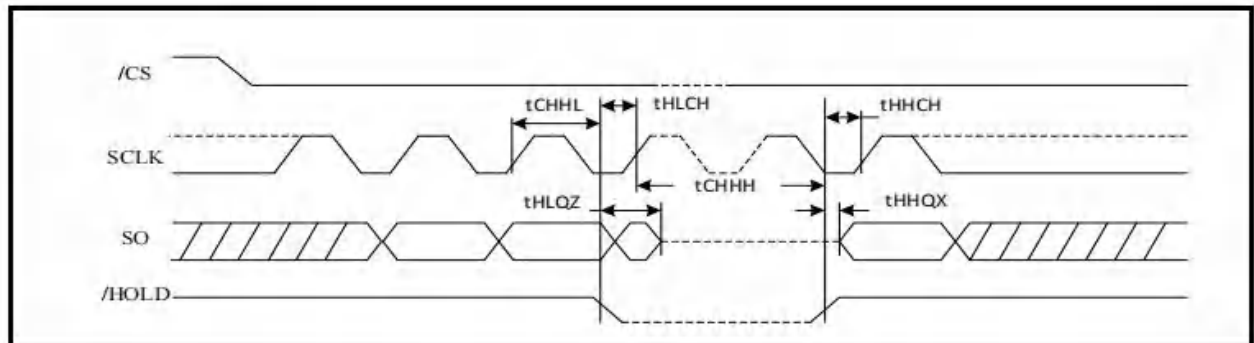 /CS
tCHHL tHLCH tHHCH
SCLK
tCHHH
tHLQZ tHHQX
SO
/HOLD